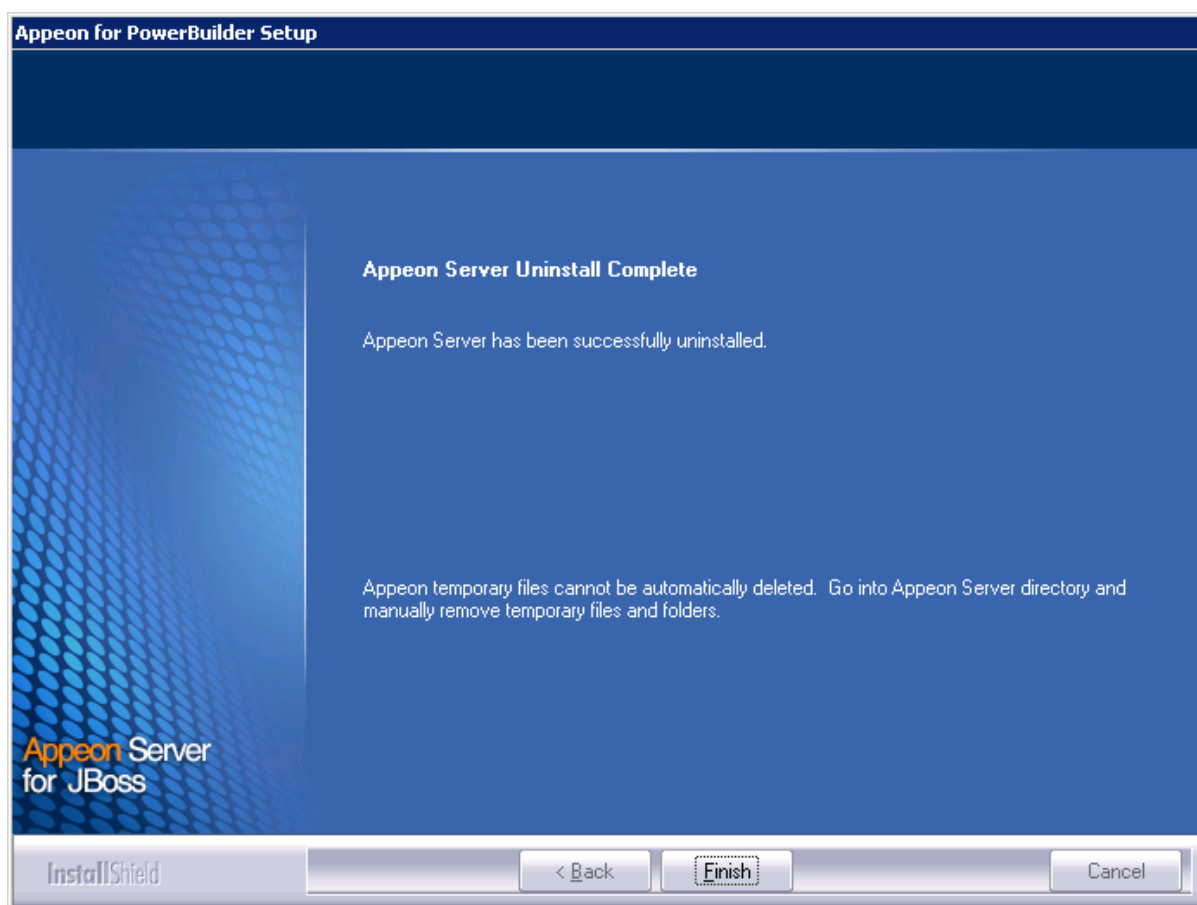 Appeon for PowerBuilder Setup
Appeon Server Uninstall Complete
Appeon Server has been successfully uninstalled.
Appeon temporary files cannot be automatically deleted.  Go into Appeon Server directory and
manually remove temporary files and folders.
Appeon Server
for JBoss
InstallShield
< Back
Finish
Cancel